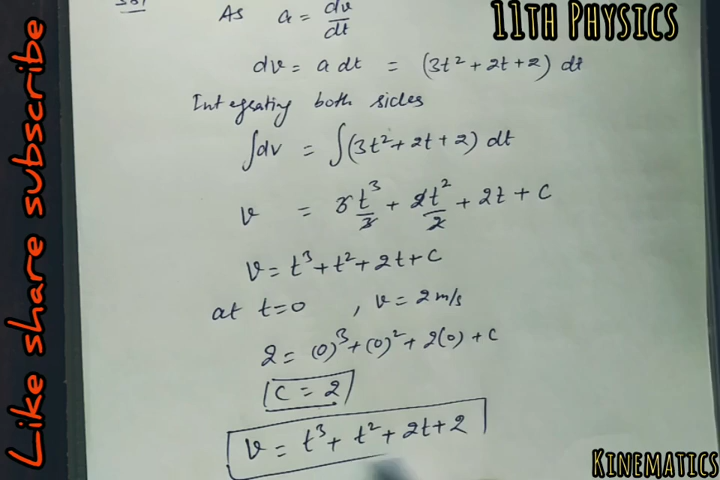 Sol
As a = dv/dt
11th Physics
dv = a dt = (3t² + 2t + 2) dt
Integrating both sides
∫dv = ∫(3t² + 2t + 2) dt
v = 3t³/3 + 2t²/2 + 2t + C
v = t³ + t² + 2t + C
at t=0 , v = 2 m/s
2 = (0)³ + (0)² + 2(0) + C
C = 2
v = t³ + t² + 2t + 2
Like share subscribe
Kinematics